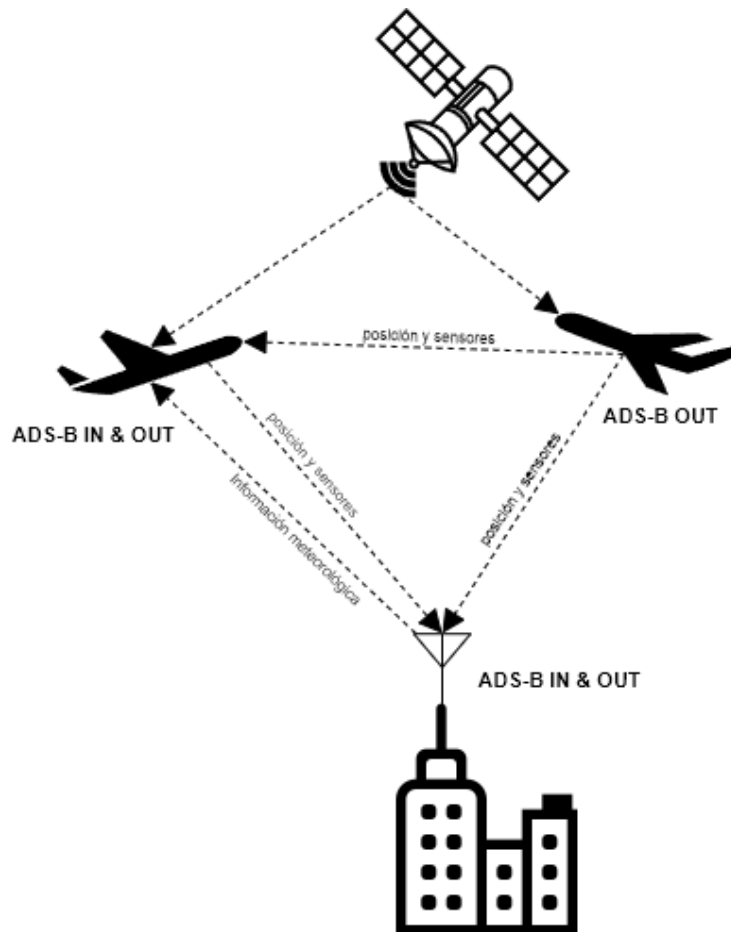 posición y sensores
ADS-B OUT
ADS-B IN & OUT
posición y sensores
posición y sensores
Información meteorológica
ADS-B IN & OUT